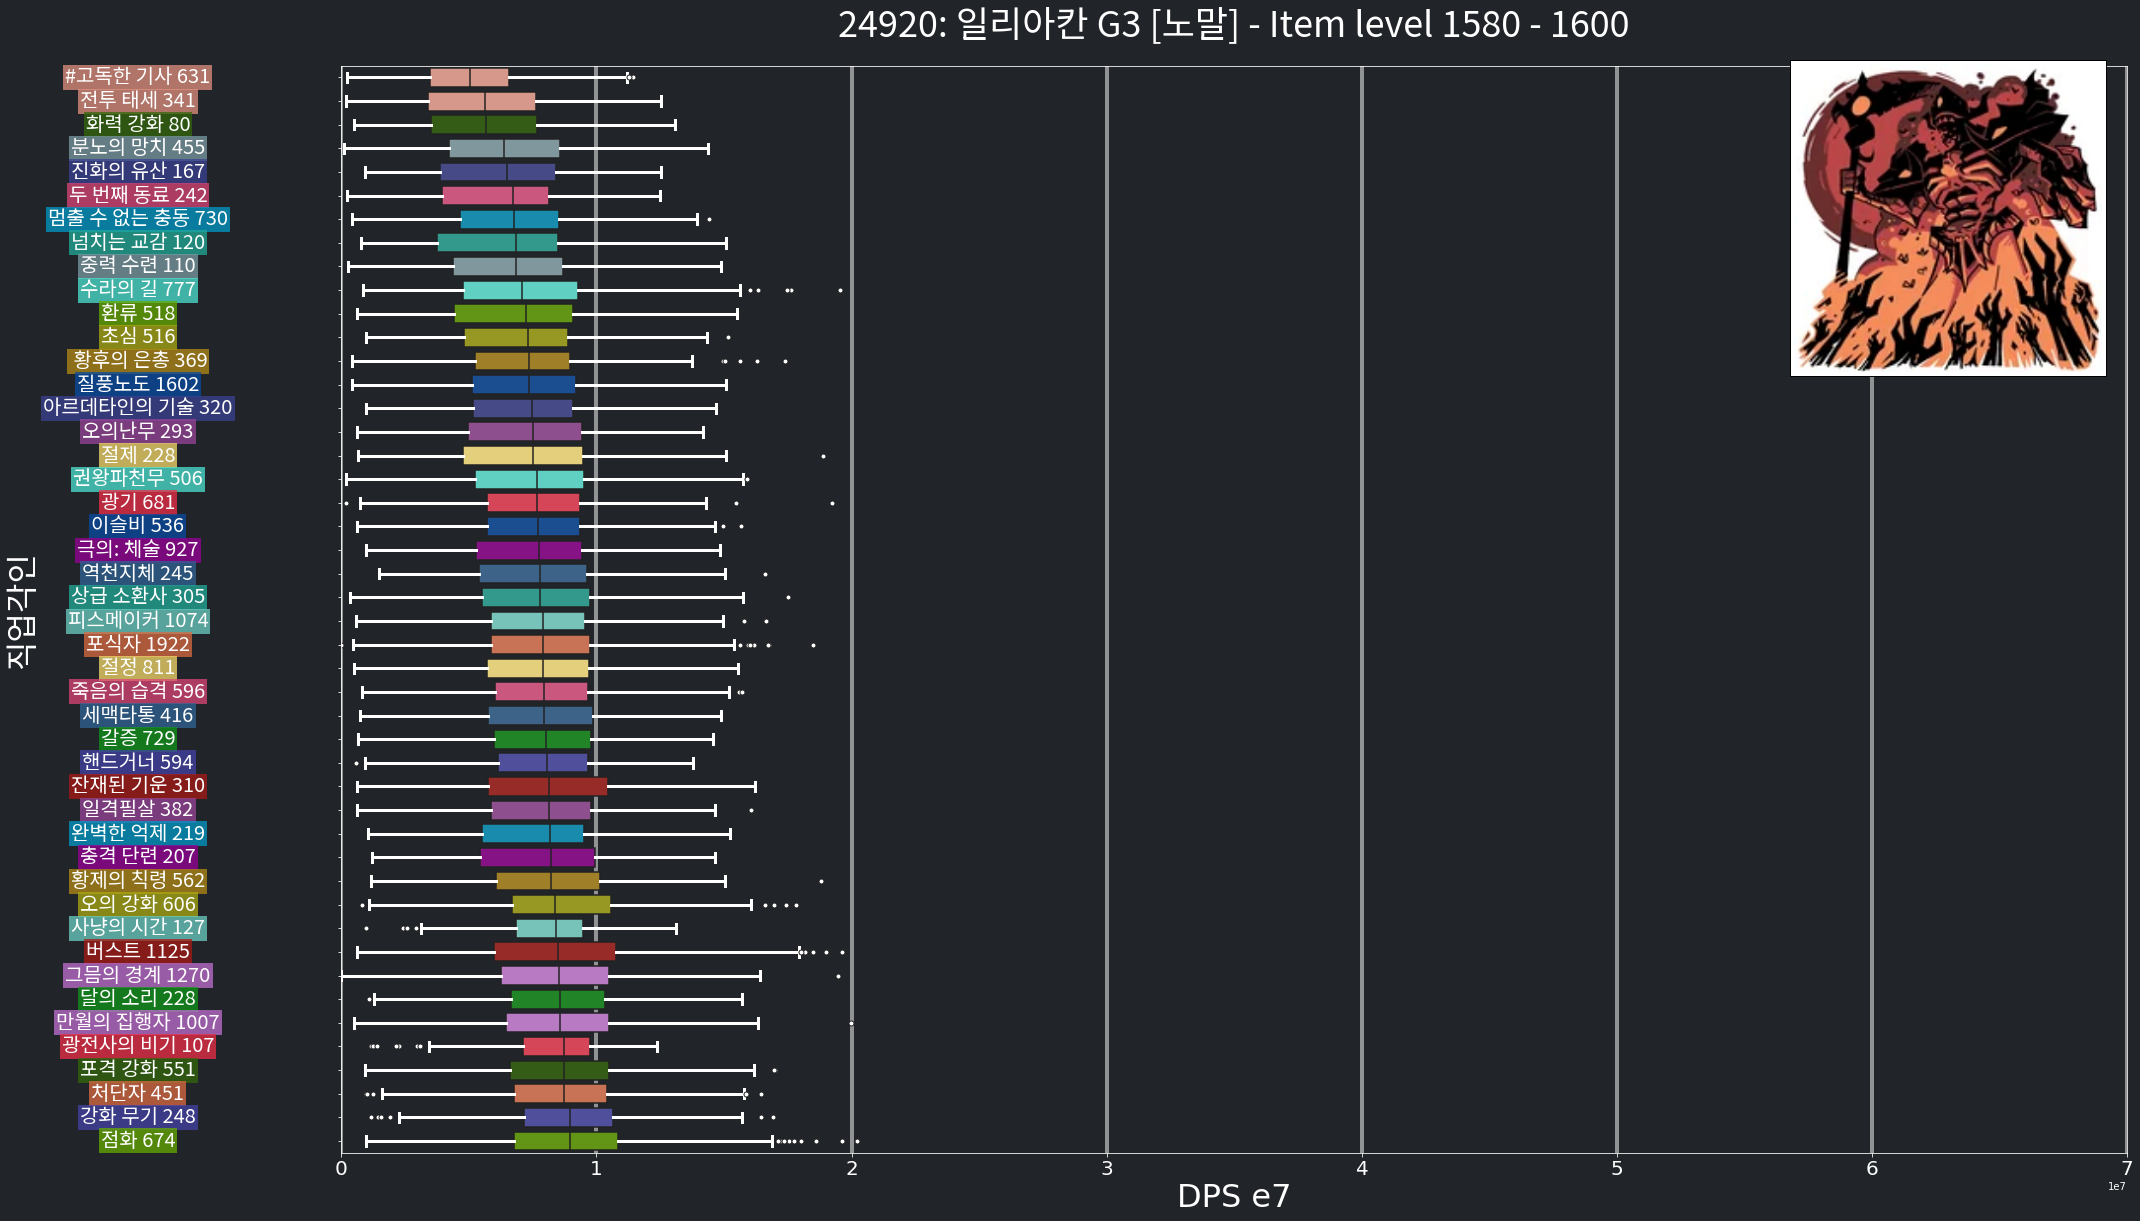 24920: 일리아칸 G3 [노말] - Item level 1580 - 1600
직업각인
#고독한 기사 631
전투 태세 341
화력 강화 80
분노의 망치 455
진화의 유산 167
두 번째 동료 242
멈출 수 없는 충동 730
넘치는 교감 120
중력 수련 110
수라의 길 777
환류 518
초심 516
황후의 은총 369
질풍노도 1602
아르데타인의 기술 320
오의난무 293
절제 228
권왕파천무 506
광기 681
이슬비 536
극의: 체술 927
역천지체 245
상급 소환사 305
피스메이커 1074
포식자 1922
절정 811
죽음의 습격 596
세맥타통 416
갈증 729
핸드거너 594
잔재된 기운 310
일격필살 382
완벽한 억제 219
충격 단련 207
황제의 칙령 562
오의 강화 606
사냥의 시간 127
버스트 1125
그믐의 경계 1270
달의 소리 228
만월의 집행자 1007
광전사의 비기 107
포격 강화 551
처단자 451
강화 무기 248
점화 674
0 1 2 3 4 5 6 7
1e7
DPS e7